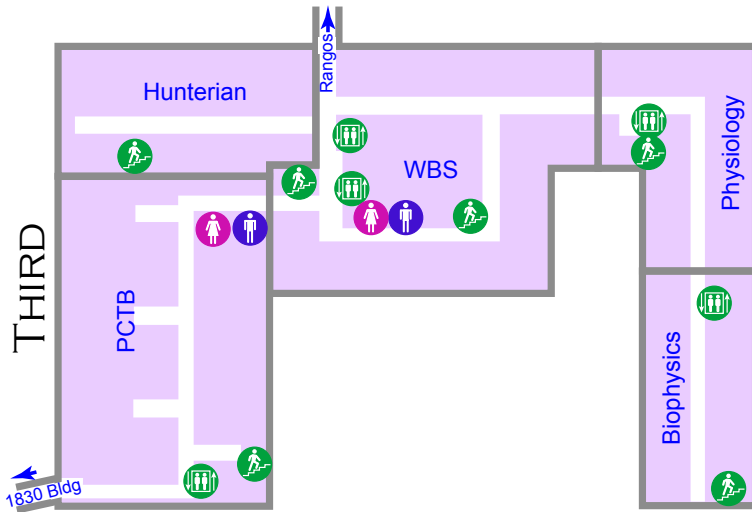 Rangos
Hunterian
WBS
Physiology
THIRD
PCTB
Biophysics
1830 Bldg